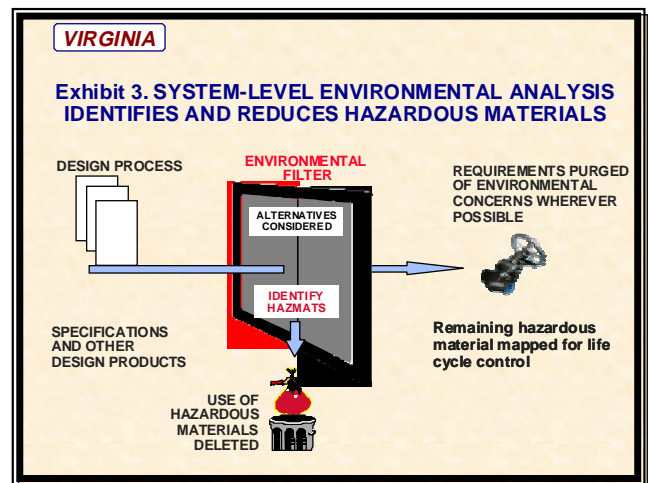 VIRGINIA
Exhibit 3. SYSTEM-LEVEL ENVIRONMENTAL ANALYSIS
IDENTIFIES AND REDUCES HAZARDOUS MATERIALS
DESIGN PROCESS
ENVIRONMENTAL
FILTER
ALTERNATIVES
CONSIDERED
REQUIREMENTS PURGED
OF ENVIRONMENTAL
CONCERNS WHEREVER
POSSIBLE
IDENTIFY
HAZMATS
SPECIFICATIONS
AND OTHER
DESIGN PRODUCTS
Remaining hazardous
material mapped for life
cycle control
USE OF
HAZARDOUS
MATERIALS
DELETED